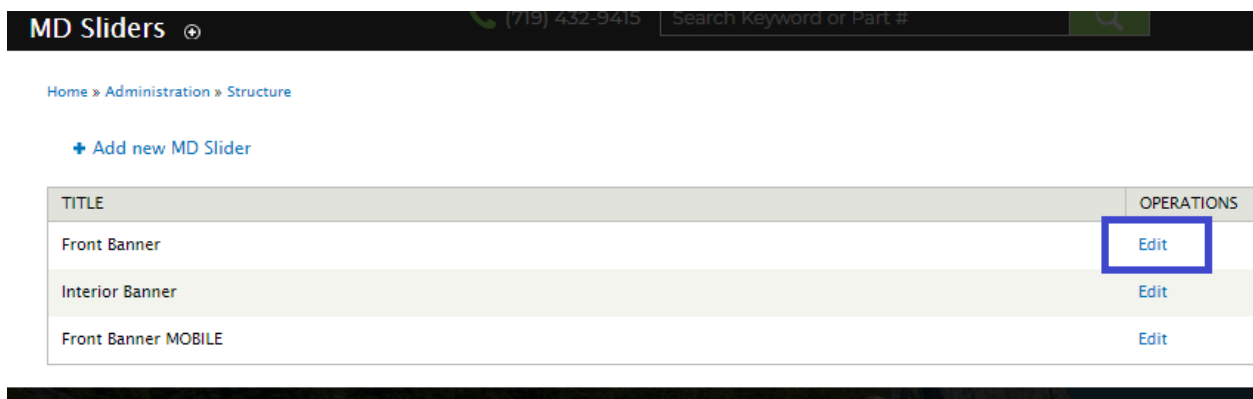 (719) 432-9415 Search Keyword or Part #
MD Sliders
Home » Administration » Structure
Add new MD Slider
TITLE OPERATIONS
Front Banner Edit
Interior Banner Edit
Front Banner MOBILE Edit